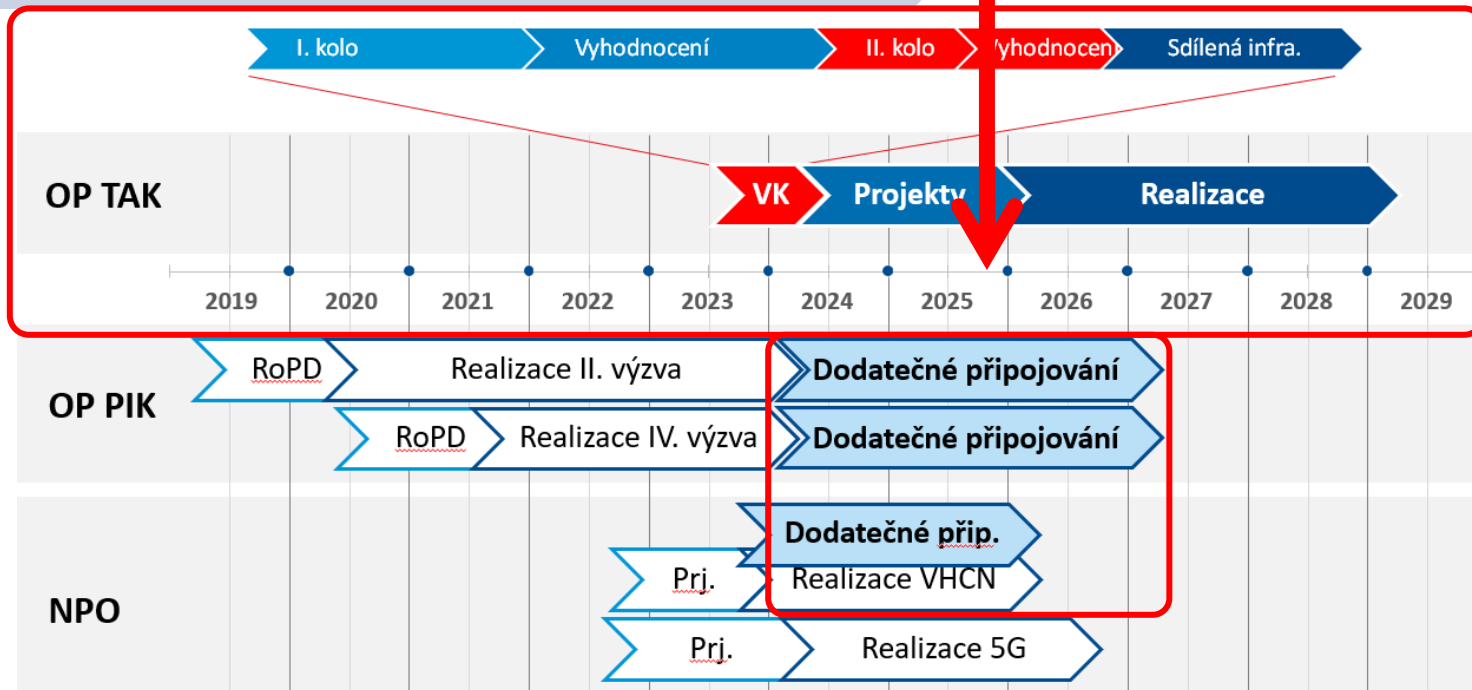 I. kolo
Vyhodnocení
II. kolo
Vyhodnocení
Sdílená infra.
OP TAK
VK
Projekty
Realizace
2019 2020 2021 2022 2023 2024 2025 2026 2027 2028 2029
OP PIK
RoPD
Realizace II. výzva
Dodatečné připojování
RoPD
Realizace IV. výzva
Dodatečné připojování
NPO
Dodatečné přip.
Prj.
Realizace VHCN
Prj.
Realizace 5G